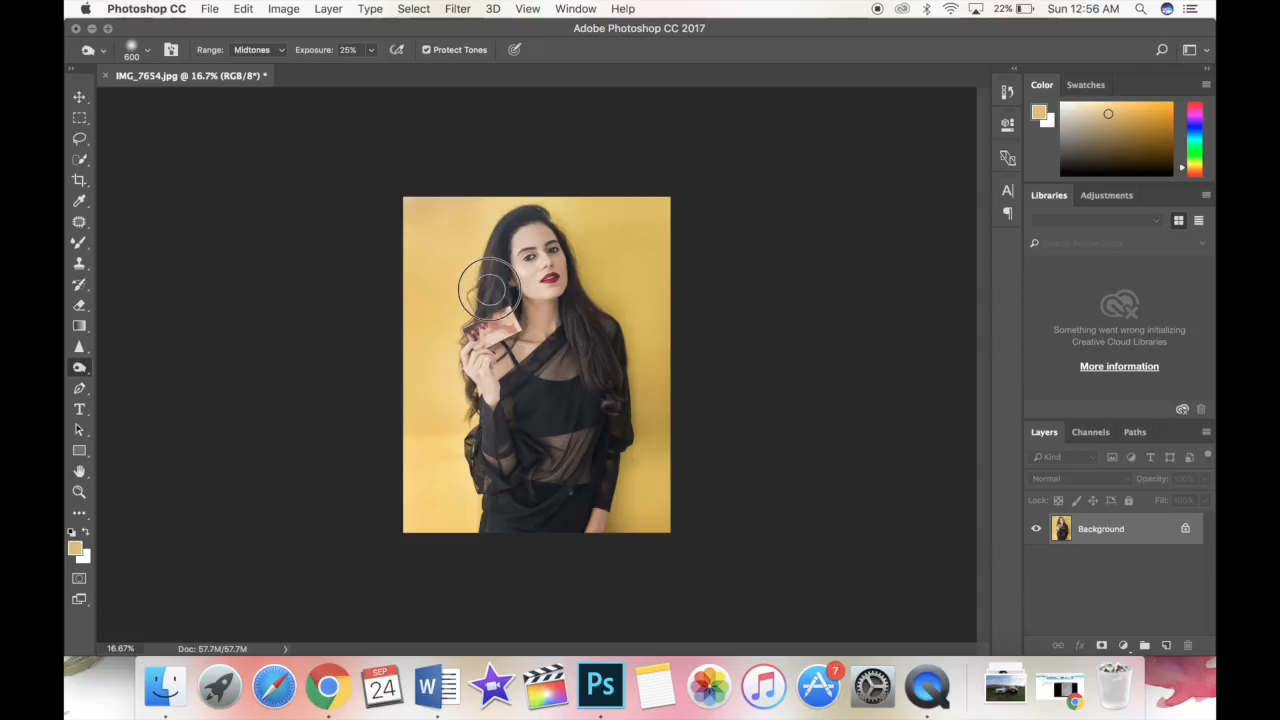 Photoshop CC File Edit Image Layer Type Select Filter 3D View Window Help 22% Sun 12:56 AM
Adobe Photoshop CC 2017
600 Range: Midtones Exposure: 25% Protect Tones
IMG_7654.jpg @ 16.7% (RGB/8*) *
Color Swatches
Libraries Adjustments
Something went wrong initializing
Creative Cloud Libraries
More information
Layers Channels Paths
Kind
Normal Opacity: 100%
Lock: Fill: 100%
Background
16.67% Doc: 57.7M/57.7M
SEP
24
W
Ps
7